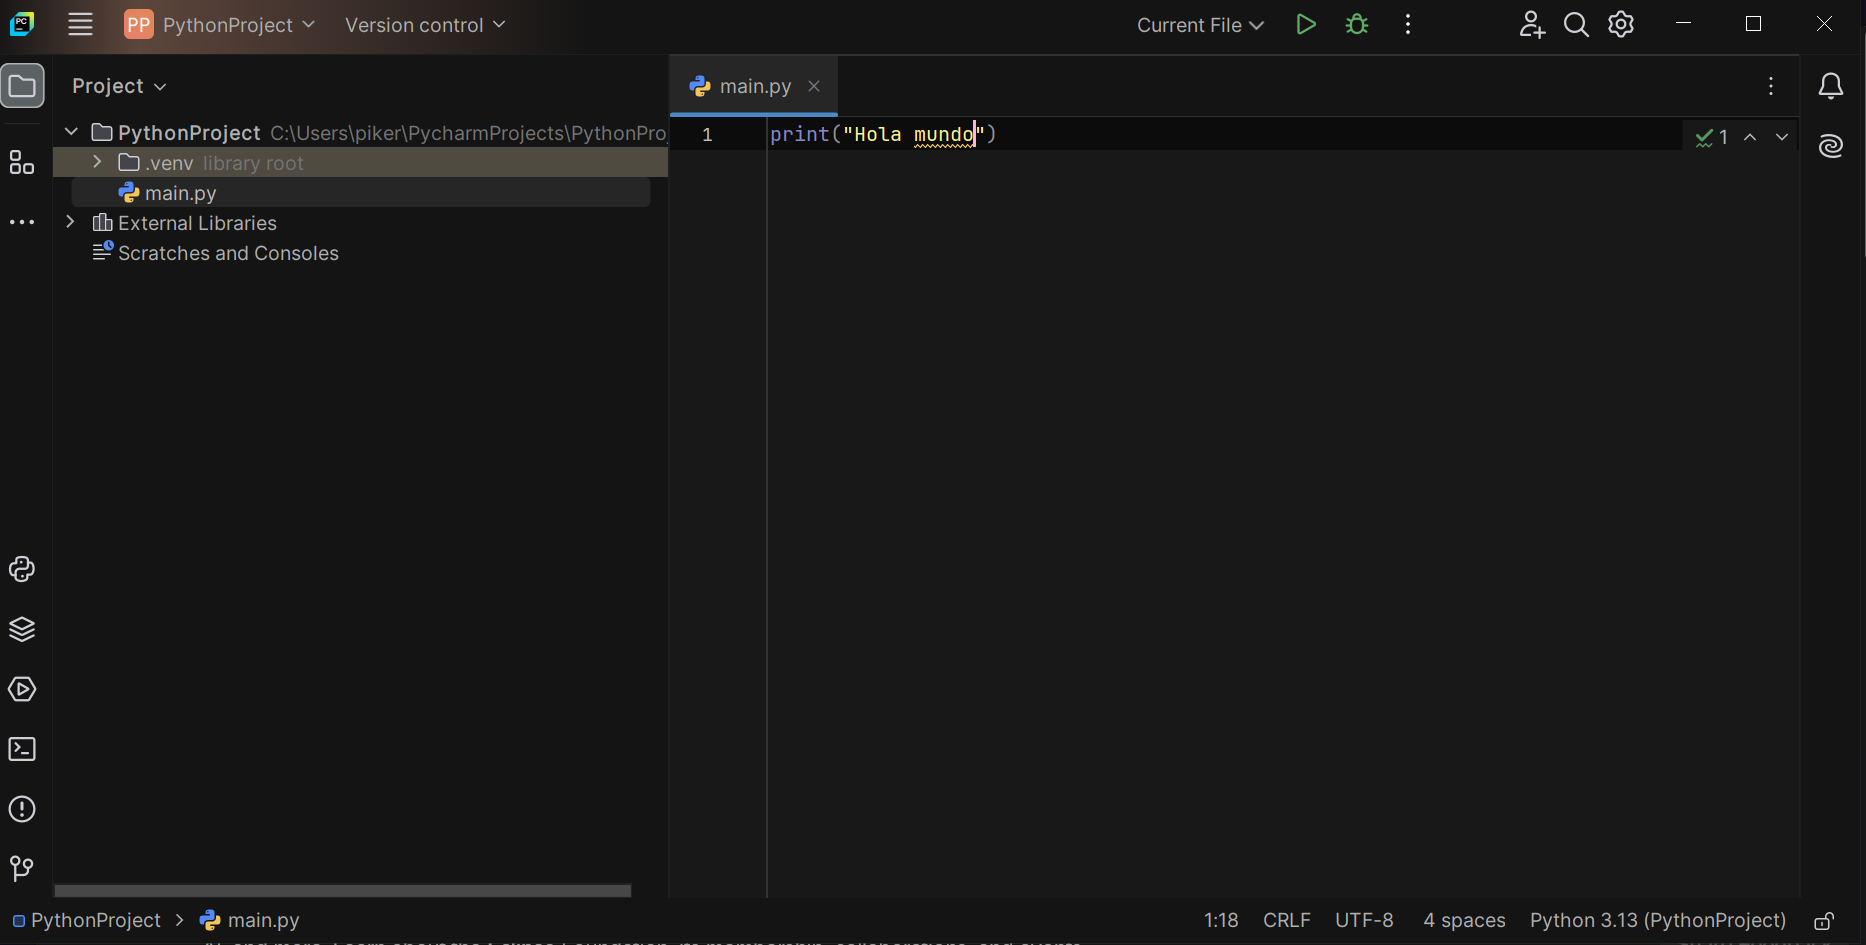 PC
PP PythonProject Version control Current File
Project
main.py
PythonProject C:\Users\piker\PycharmProjects\PythonPro
.venv library root
main.py
External Libraries
Scratches and Consoles
1 print("Hola mundo")
1
PythonProject > main.py 1:18 CRLF UTF-8 4 spaces Python 3.13 (PythonProject)